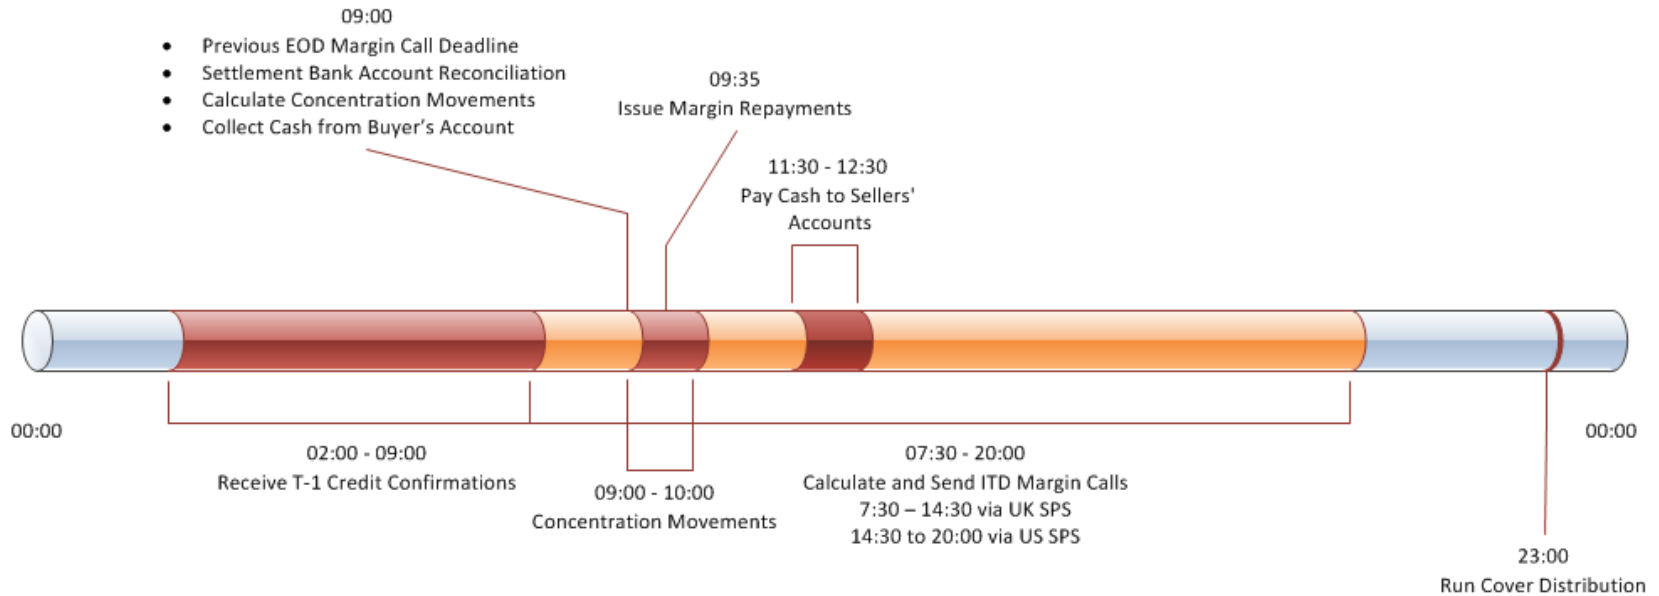 09:00
• Previous EOD Margin Call Deadline
• Settlement Bank Account Reconciliation
• Calculate Concentration Movements
• Collect Cash from Buyer's Account
09:35
Issue Margin Repayments
11:30 - 12:30
Pay Cash to Sellers'
Accounts
00:00
00:00
02:00 - 09:00
Receive T-1 Credit Confirmations
09:00 - 10:00
Concentration Movements
07:30 - 20:00
Calculate and Send ITD Margin Calls
7:30 – 14:30 via UK SPS
14:30 to 20:00 via US SPS
23:00
Run Cover Distribution